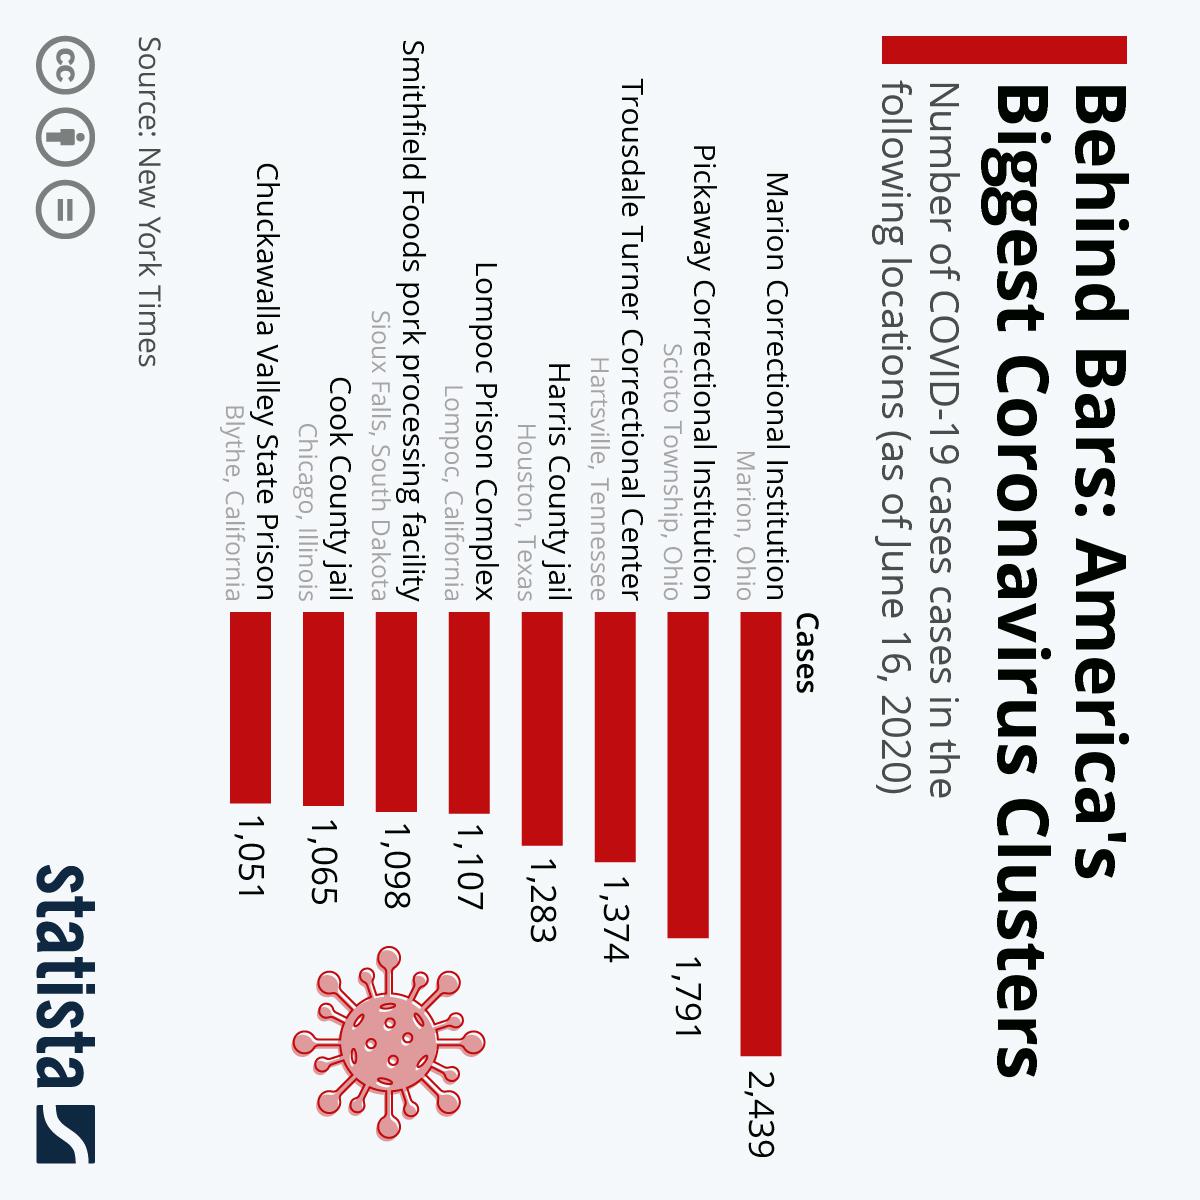 Behind Bars: America's
Biggest Coronavirus Clusters
Number of COVID-19 cases cases in the
following locations (as of June 16, 2020)
Cases
Marion Correctional Institution
Marion, Ohio
2,439
Pickaway Correctional Institution
Scioto Township, Ohio
1,791
Trousdale Turner Correctional Center
Hartsville, Tennessee
1,374
Harris County jail
Houston, Texas
1,283
Lompoc Prison Complex
Lompoc, California
1,107
Smithfield Foods pork processing facility
Sioux Falls, South Dakota
1,098
Cook County jail
Chicago, Illinois
1,065
Chuckawalla Valley State Prison
Blythe, California
1,051
Source: New York Times
cc
statista